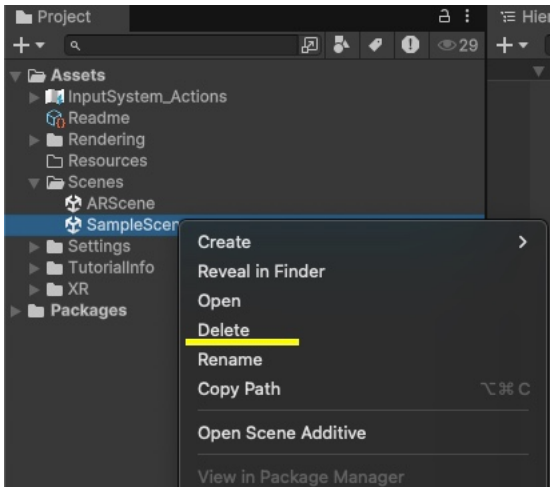 Project
Hier
29
Assets
InputSystem_Actions
Readme
Rendering
Resources
Scenes
ARScene
SampleScen
Settings
TutorialInfo
XR
Packages
Create
Reveal in Finder
Open
Delete
Rename
Copy Path ⌥⌘ C
Open Scene Additive
View in Package Manager